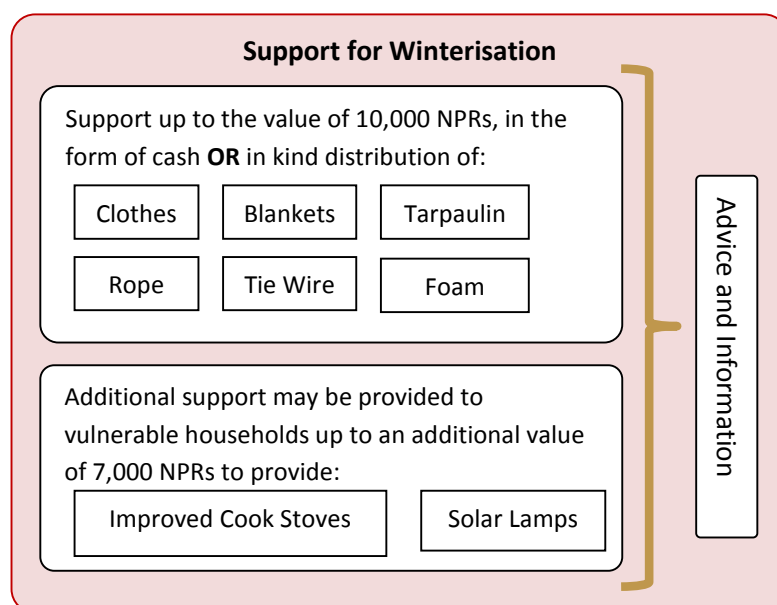 Support for Winterisation
Support up to the value of 10,000 NPRs, in the
form of cash OR in kind distribution of:
Clothes
Blankets
Tarpaulin
Rope
Tie Wire
Foam
Additional support may be provided to
vulnerable households up to an additional value
of 7,000 NPRs to provide:
Improved Cook Stoves
Solar Lamps
Advice and Information